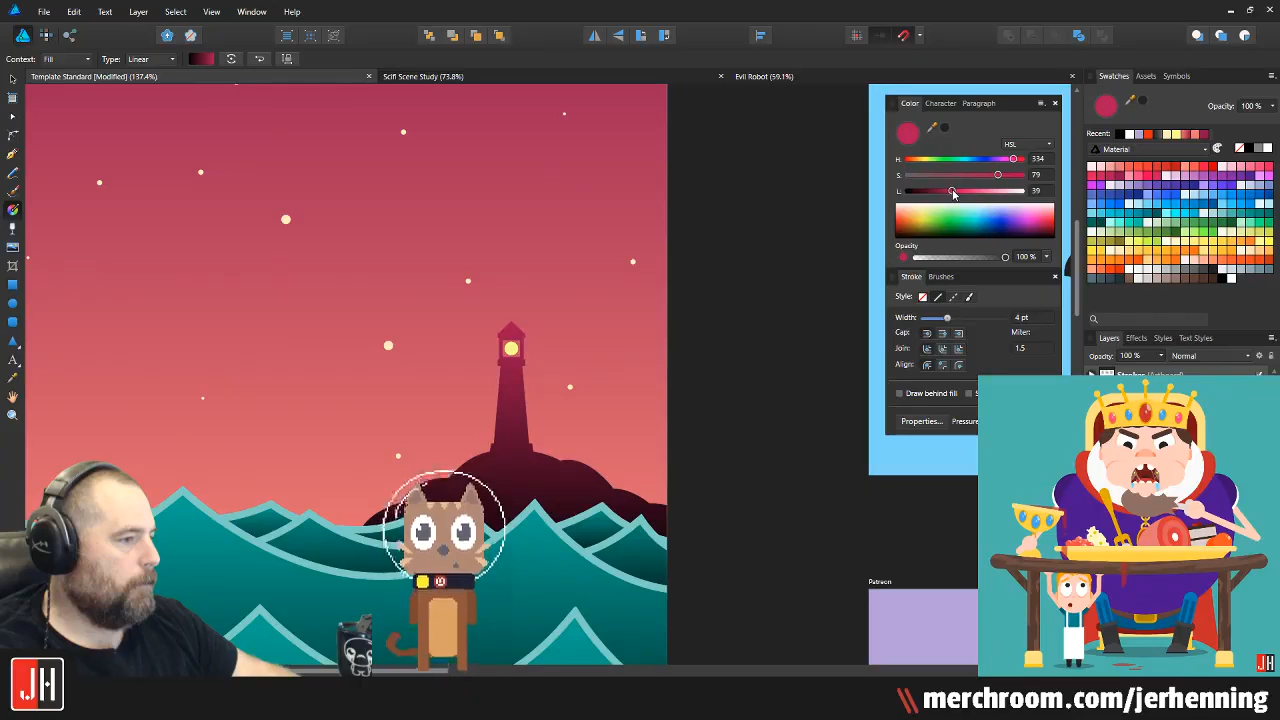 File Edit Text Layer Select View Window Help
Context: Fill Type: Linear
Template Standard [Modified] (137.4%)
Scifi Scene Study (73.8%)
Evil Robot (59.1%)
Swatches Assets Symbols
Color Character Paragraph
Opacity: 100 %
HSL
Recent:
Material
H: 334
S: 79
L: 39
Opacity
100 %
Stroke Brushes
Style:
Width: 4 pt
Cap: Miter:
Join: 1.5
Align:
Draw behind fill
Properties...
Layers Effects Styles Text Styles
Opacity: 100 % Normal
Patreon
JH
JH
merchroom.com/jerhenning